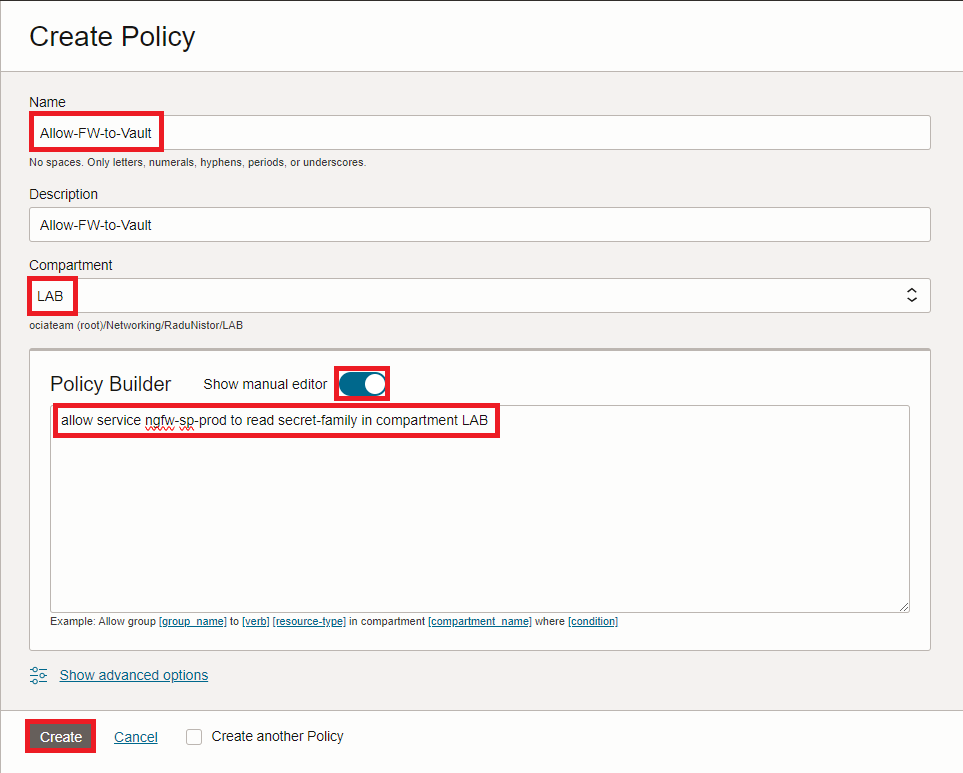 Create Policy
Name
Allow-FW-to-Vault
No spaces. Only letters, numerals, hyphens, periods, or underscores.
Description
Allow-FW-to-Vault
Compartment
LAB
ociateam (root)/Networking/RaduNistor/LAB
Policy Builder Show manual editor
allow service ngfw-sp-prod to read secret-family in compartment LAB
Example: Allow group [group_name] to [verb] [resource-type] in compartment [compartment_name] where [condition]
Show advanced options
Create Cancel Create another Policy